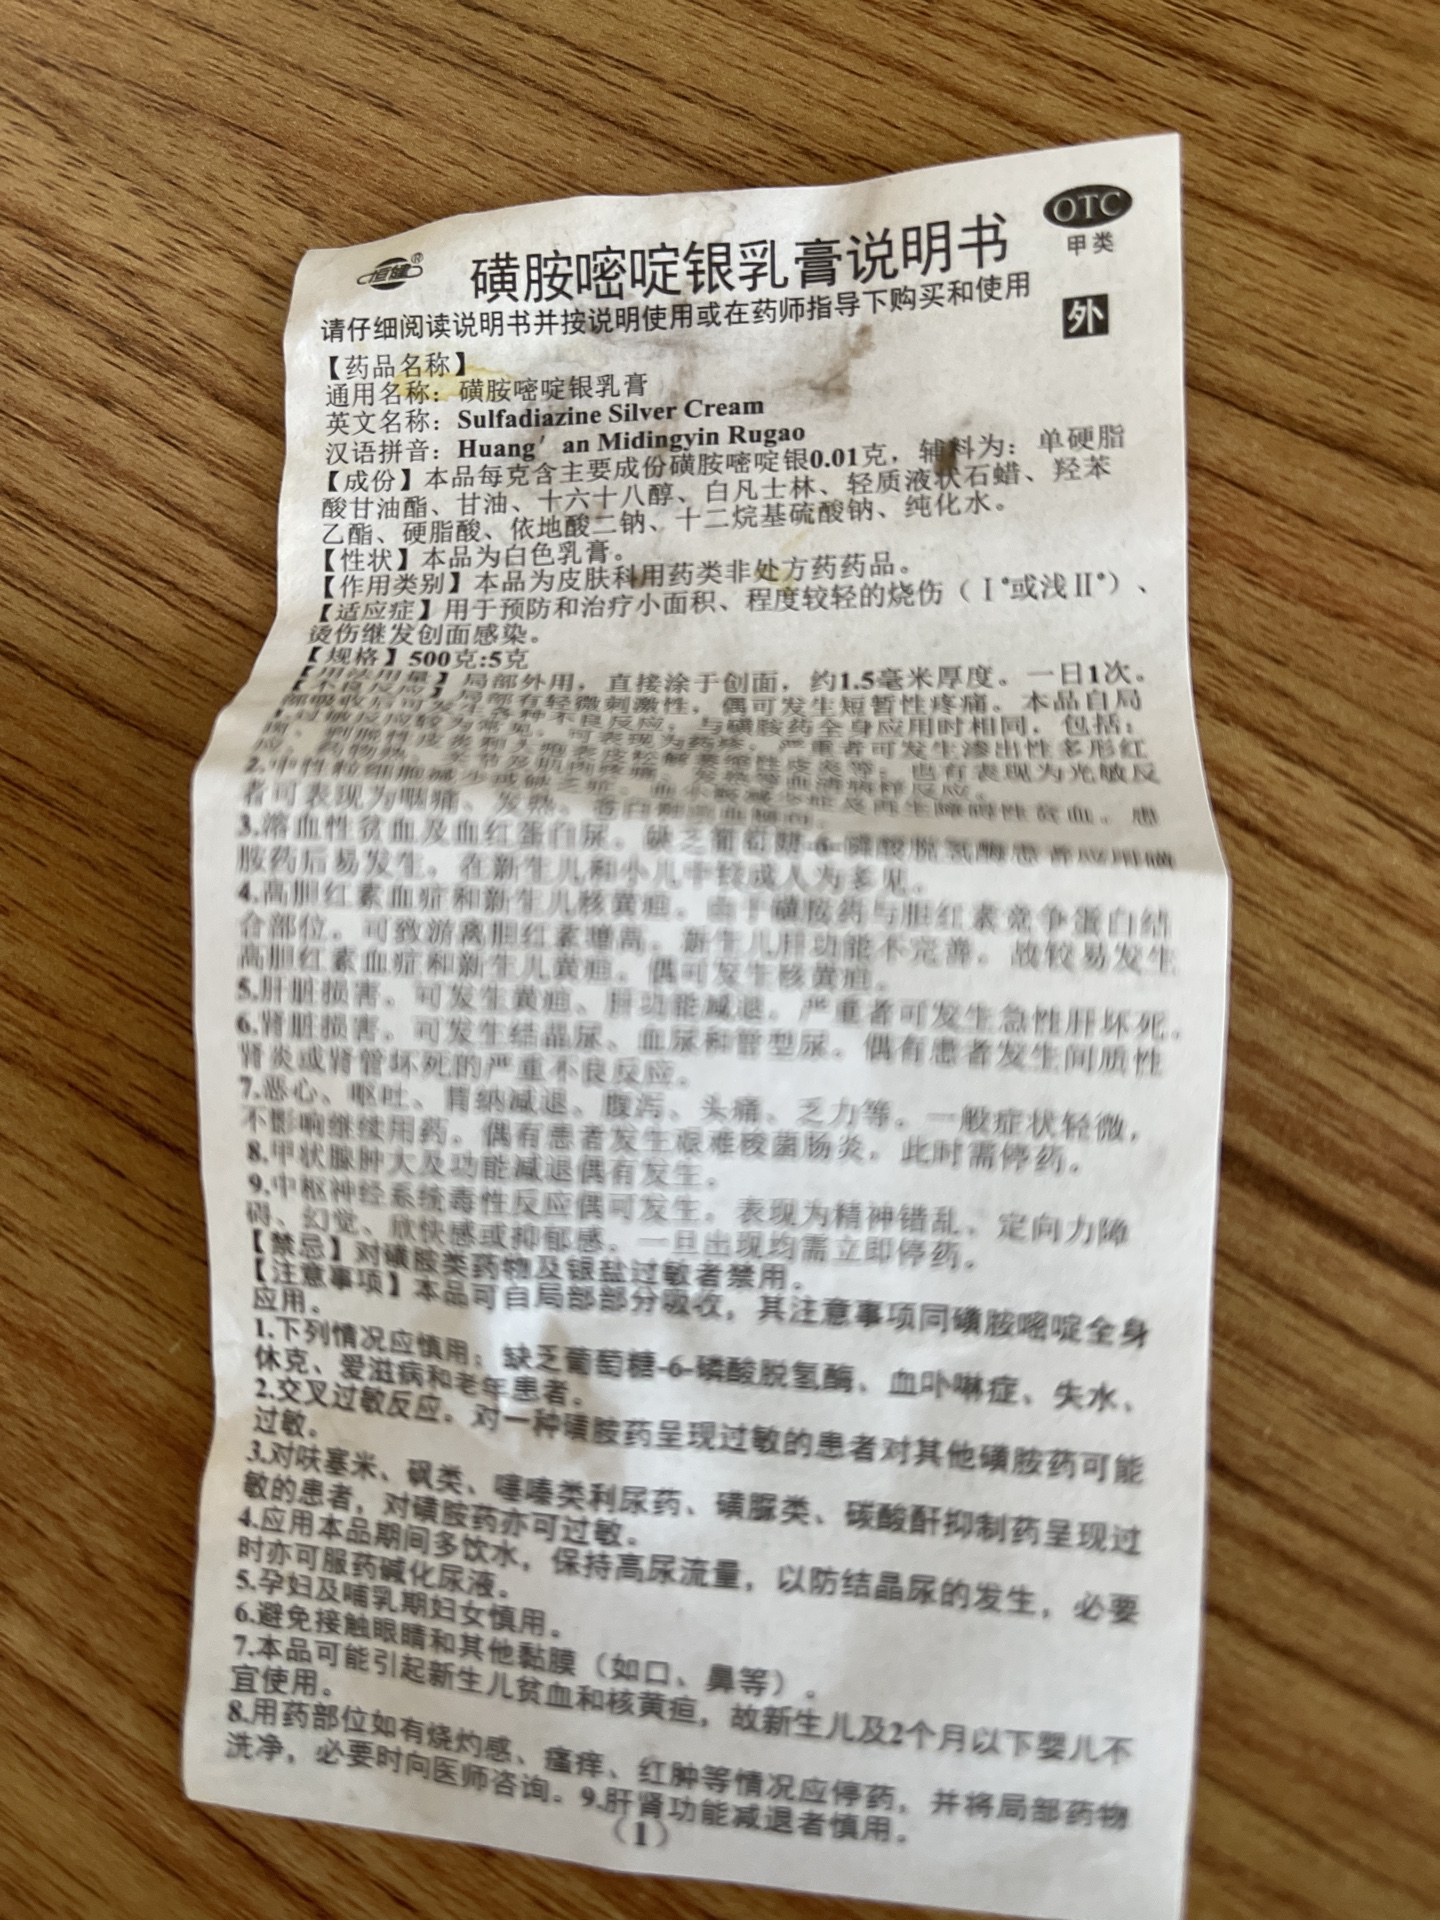 恒健®
OTC
甲类
外
磺胺嘧啶银乳膏说明书
请仔细阅读说明书并按说明使用或在药师指导下购买和使用
【药品名称】
通用名称：磺胺嘧啶银乳膏
英文名称：Sulfadiazine Silver Cream
汉语拼音：Huang' an Midingyin Rugao
【成份】本品每克含主要成份磺胺嘧啶银0.01克，辅料为：单硬脂
酸甘油酯、甘油、十六十八醇、白凡士林、轻质液状石蜡、羟苯
乙酯、硬脂酸、依地酸二钠、十二烷基硫酸钠、纯化水。
【性状】本品为白色乳膏。
【作用类别】本品为皮肤科用药类非处方药药品。
【适应症】用于预防和治疗小面积、程度较轻的烧伤（Ⅰ°或浅Ⅱ°）、
烫伤继发创面感染。
【规格】500克:5克
【用法用量】局部外用，直接涂于创面，约1.5毫米厚度。一日1次。
【不良反应】局部有轻微刺激性，偶可发生短暂性疼痛。本品自局
部吸收后可发生各种不良反应，与磺胺药全身应用时相同，包括：
1.过敏反应较为常见，可表现为药疹，严重者可发生渗出性多形红
斑、剥脱性皮炎和大疱表皮松解萎缩性皮炎等；也有表现为光敏反
应、药物热、关节及肌肉疼痛、发热等血清病样反应。
2.中性粒细胞减少或缺乏症、血小板减少症及再生障碍性贫血。患
者可表现为咽痛、发热、苍白和出血倾向。
3.溶血性贫血及血红蛋白尿。缺乏葡萄糖-6-磷酸脱氢酶患者应用磺
胺药后易发生，在新生儿和小儿中较成人为多见。
4.高胆红素血症和新生儿核黄疸。由于磺胺药与胆红素竞争蛋白结
合部位，可致游离胆红素增高。新生儿肝功能不完善，故较易发生
高胆红素血症和新生儿黄疸。偶可发生核黄疸。
5.肝脏损害。可发生黄疸、肝功能减退，严重者可发生急性肝坏死。
6.肾脏损害。可发生结晶尿、血尿和管型尿。偶有患者发生间质性
肾炎或肾管坏死的严重不良反应。
7.恶心、呕吐、胃纳减退、腹泻、头痛、乏力等。一般症状轻微，
不影响继续用药。偶有患者发生艰难梭菌肠炎，此时需停药。
8.甲状腺肿大及功能减退偶有发生。
9.中枢神经系统毒性反应偶可发生，表现为精神错乱、定向力障
碍、幻觉、欣快感或抑郁感。一旦出现均需立即停药。
【禁忌】对磺胺类药物及银盐过敏者禁用。
【注意事项】本品可自局部部分吸收，其注意事项同磺胺嘧啶全身
应用。
1.下列情况应慎用：缺乏葡萄糖-6-磷酸脱氢酶、血卟啉症、失水、
休克、爱滋病和老年患者。
2.交叉过敏反应。对一种磺胺药呈现过敏的患者对其他磺胺药可能
过敏。
3.对呋塞米、砜类、噻嗪类利尿药、磺脲类、碳酸酐抑制药呈现过
敏的患者，对磺胺药亦可过敏。
4.应用本品期间多饮水，保持高尿流量，以防结晶尿的发生，必要
时亦可服药碱化尿液。
5.孕妇及哺乳期妇女慎用。
6.避免接触眼睛和其他黏膜（如口、鼻等）。
7.本品可能引起新生儿贫血和核黄疸，故新生儿及2个月以下婴儿不
宜使用。
8.用药部位如有烧灼感、瘙痒、红肿等情况应停药，并将局部药物
洗净，必要时向医师咨询。9.肝肾功能减退者慎用。
（1）